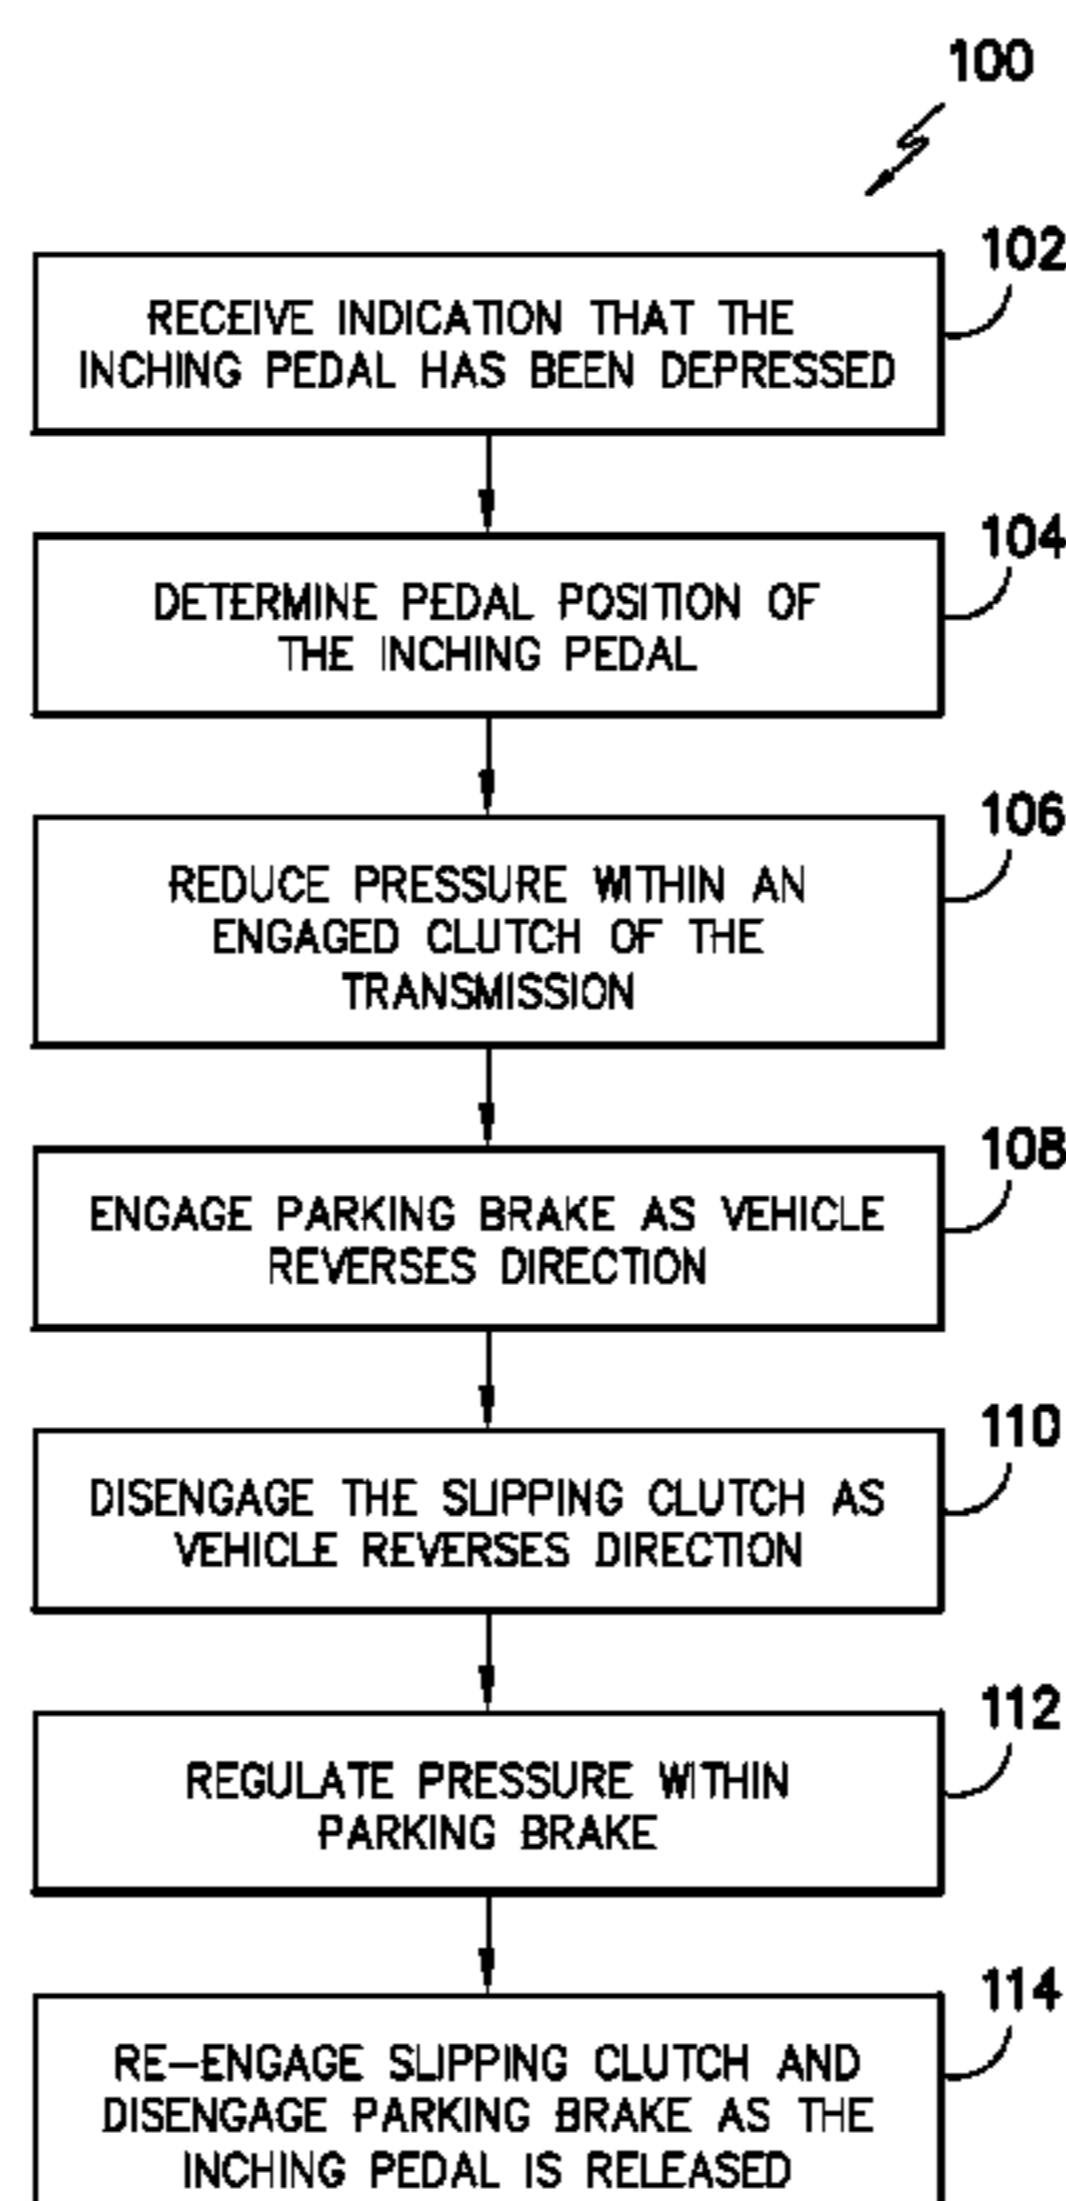 100
102
RECEIVE INDICATION THAT THE
INCHING PEDAL HAS BEEN DEPRESSED
104
DETERMINE PEDAL POSITION OF
THE INCHING PEDAL
106
REDUCE PRESSURE WITHIN AN
ENGAGED CLUTCH OF THE
TRANSMISSION
108
ENGAGE PARKING BRAKE AS VEHICLE
REVERSES DIRECTION
110
DISENGAGE THE SLIPPING CLUTCH AS
VEHICLE REVERSES DIRECTION
112
REGULATE PRESSURE WITHIN
PARKING BRAKE
114
RE-ENGAGE SLIPPING CLUTCH AND
DISENGAGE PARKING BRAKE AS THE
INCHING PEDAL IS RELEASED